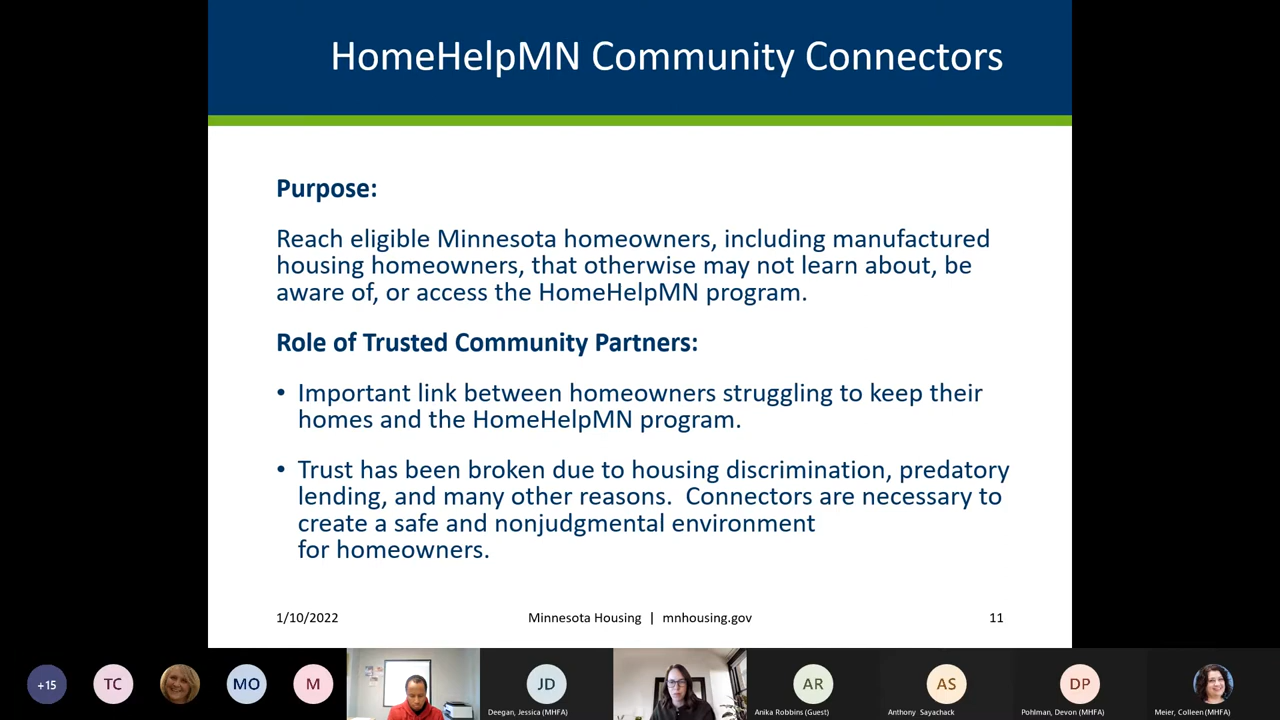 HomeHelpMN Community Connectors
Purpose:
Reach eligible Minnesota homeowners, including manufactured
housing homeowners, that otherwise may not learn about, be
aware of, or access the HomeHelpMN program.
Role of Trusted Community Partners:
• Important link between homeowners struggling to keep their
homes and the HomeHelpMN program.
• Trust has been broken due to housing discrimination, predatory
lending, and many other reasons.  Connectors are necessary to
create a safe and nonjudgmental environment
for homeowners.
1/10/2022
Minnesota Housing | mnhousing.gov
11
+15
TC
MO
M
JD
Deegan, Jessica (MHFA)
AR
Anika Robbins (Guest)
AS
Anthony Sayachack
DP
Pohlman, Devon (MHFA)
Meier, Colleen (MHFA)